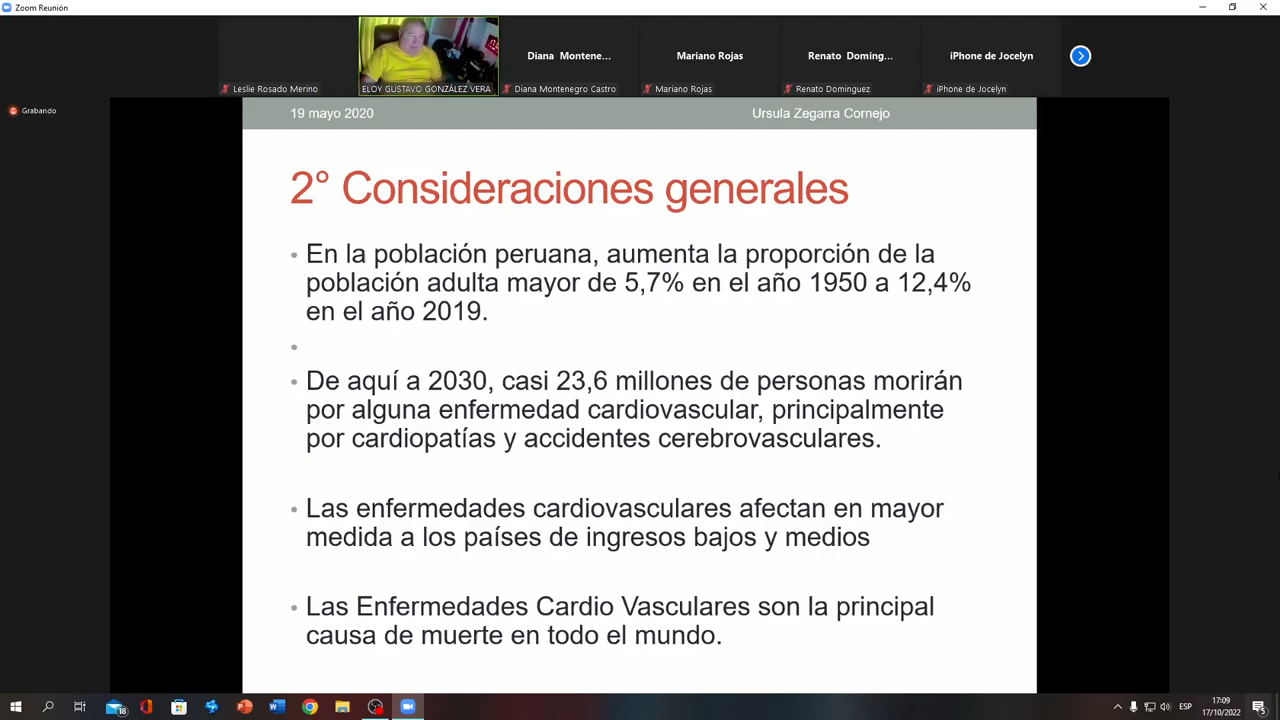 Zoom Reunión
Diana Montene...
Mariano Rojas
Renato Doming...
iPhone de Jocelyn
Leslie Rosado Merino
ELOY GUSTAVO GONZÁLEZ VERA
Diana Montenegro Castro
Mariano Rojas
Renato Dominguez
iPhone de Jocelyn
Grabando
19 mayo 2020
Ursula Zegarra Cornejo
2° Consideraciones generales
• En la población peruana, aumenta la proporción de la
población adulta mayor de 5,7% en el año 1950 a 12,4%
en el año 2019.
•
• De aquí a 2030, casi 23,6 millones de personas morirán
por alguna enfermedad cardiovascular, principalmente
por cardiopatías y accidentes cerebrovasculares.
• Las enfermedades cardiovasculares afectan en mayor
medida a los países de ingresos bajos y medios
• Las Enfermedades Cardio Vasculares son la principal
causa de muerte en todo el mundo.
18
ESP
17:09
17/10/2022
5